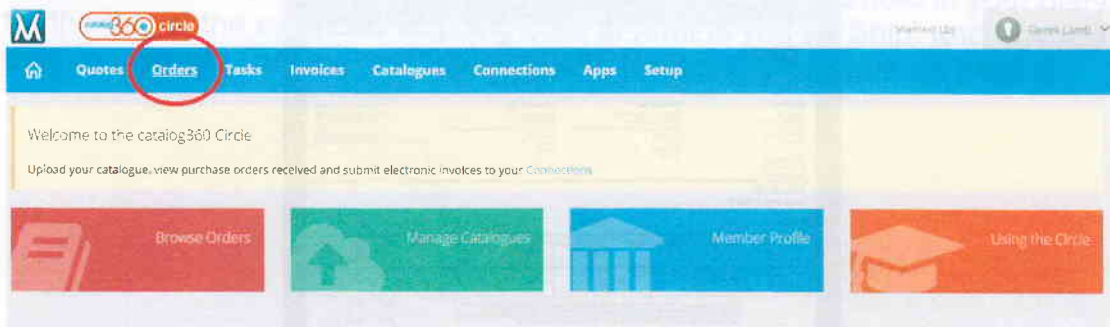 catalog360 circle
Quotes Orders Tasks Invoices Catalogues Connections Apps Setup
Welcome to the catalog360 Circle
Upload your catalogue, view purchase orders received and submit electronic invoices to your Connections
Browse Orders
Manage Catalogues
Member Profile
Using the Circle